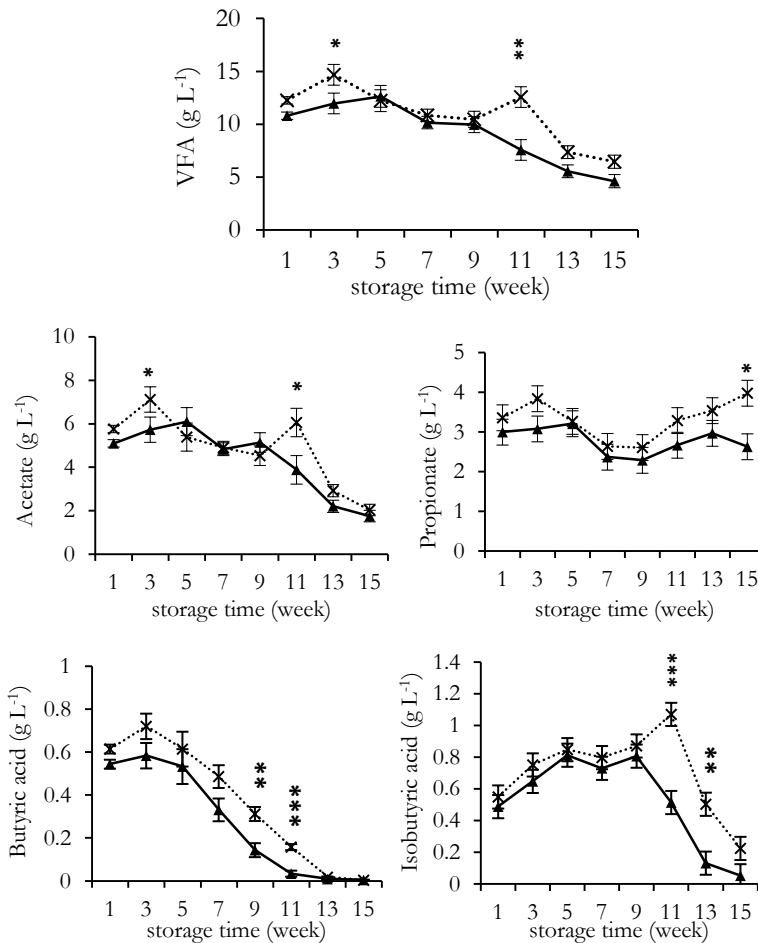 20
15
10
5
0
VFA (g L-1)
*
**
1 3 5 7 9 11 13 15
storage time (week)
10
8
6
4
2
0
Acetate (g L-1)
*
*
1 3 5 7 9 11 13 15
storage time (week)
5
4
3
2
1
0
Propionate (g L-1)
*
1 3 5 7 9 11 13 15
storage time (week)
1
0.8
0.6
0.4
0.2
0
Butyric acid (g L-1)
**
***
1 3 5 7 9 11 13 15
storage time (week)
1.4
1.2
1
0.8
0.6
0.4
0.2
0
Isobutyric acid (g L-1)
***
**
1 3 5 7 9 11 13 15
storage time (week)